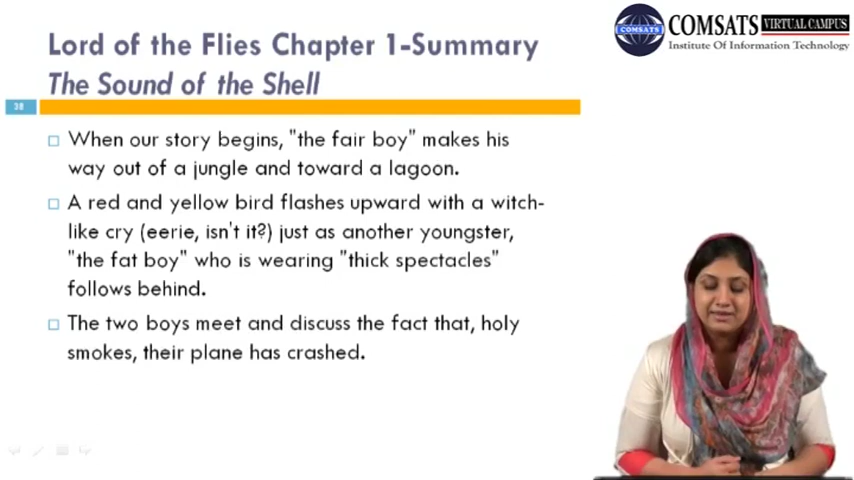 Lord of the Flies Chapter 1-Summary
The Sound of the Shell
COMSATS VIRTUAL CAMPUS
Institute Of Information Technology
COMSATS
38
When our story begins, "the fair boy" makes his
way out of a jungle and toward a lagoon.
A red and yellow bird flashes upward with a witch-
like cry (eerie, isn't it?) just as another youngster,
"the fat boy" who is wearing "thick spectacles"
follows behind.
The two boys meet and discuss the fact that, holy
smokes, their plane has crashed.